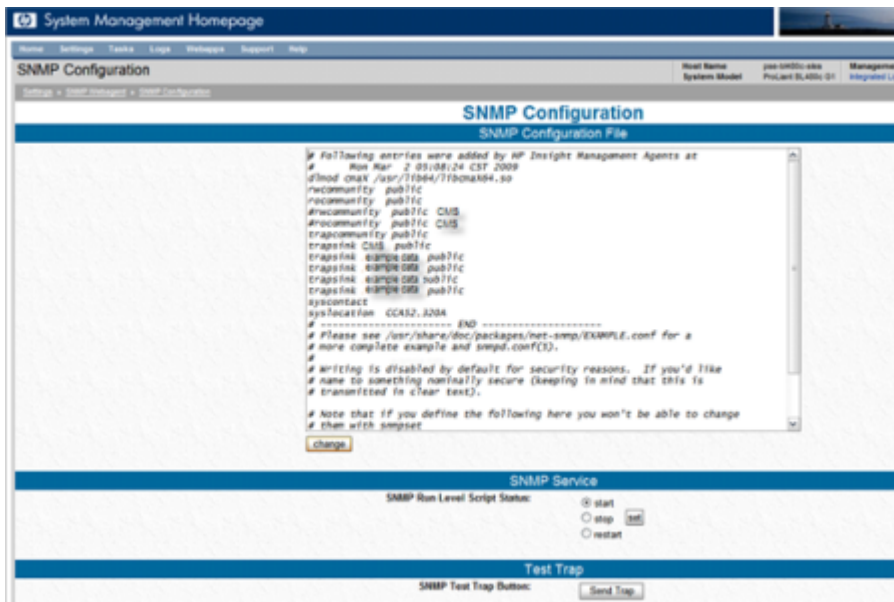 hp System Management Homepage
Home Settings Tasks Logs Webapps Support Help
SNMP Configuration
Host Name
System Model ProLiant BL480c G1
Settings » SNMP Webagent » SNMP Configuration
SNMP Configuration
SNMP Configuration File
# Following entries were added by HP Insight Management Agents at
# Mon Mar 2 05:08:24 CST 2009
dlmod cmaX /usr/lib64/libcmaX64.so
rwcommunity public
rocommunity public
#rwcommunity public CMS
#rocommunity public CMS
trapcommunity public
trapsink CMS public
trapsink example data public
trapsink example data public
trapsink example data public
trapsink example data public
syscontact
syslocation CCA52.320A
# ---------------------- END --------------------
# Please see /usr/share/doc/packages/net-snmp/EXAMPLE.conf for a
# more complete example and snmpd.conf(5).
#
# Writing is disabled by default for security reasons. If you'd like
# name to something nominally secure (keeping in mind that this is
# transmitted in clear text).
# Note that if you define the following here you won't be able to change
# them with snmpset
change
SNMP Service
SNMP Run Level Script Status:
start
stop set
restart
Test Trap
SNMP Test Trap Button: Send Trap